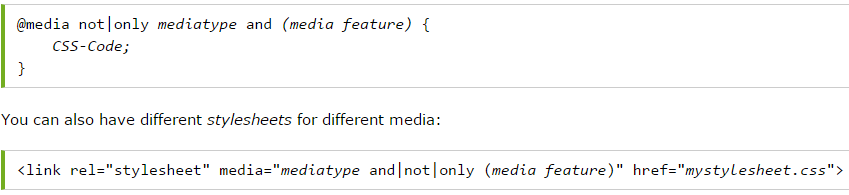 @media not|only mediatype and (media feature) {
    CSS-Code;
}
You can also have different stylesheets for different media:
<link rel="stylesheet" media="mediatype and|not|only (media feature)" href="mystylesheet.css">